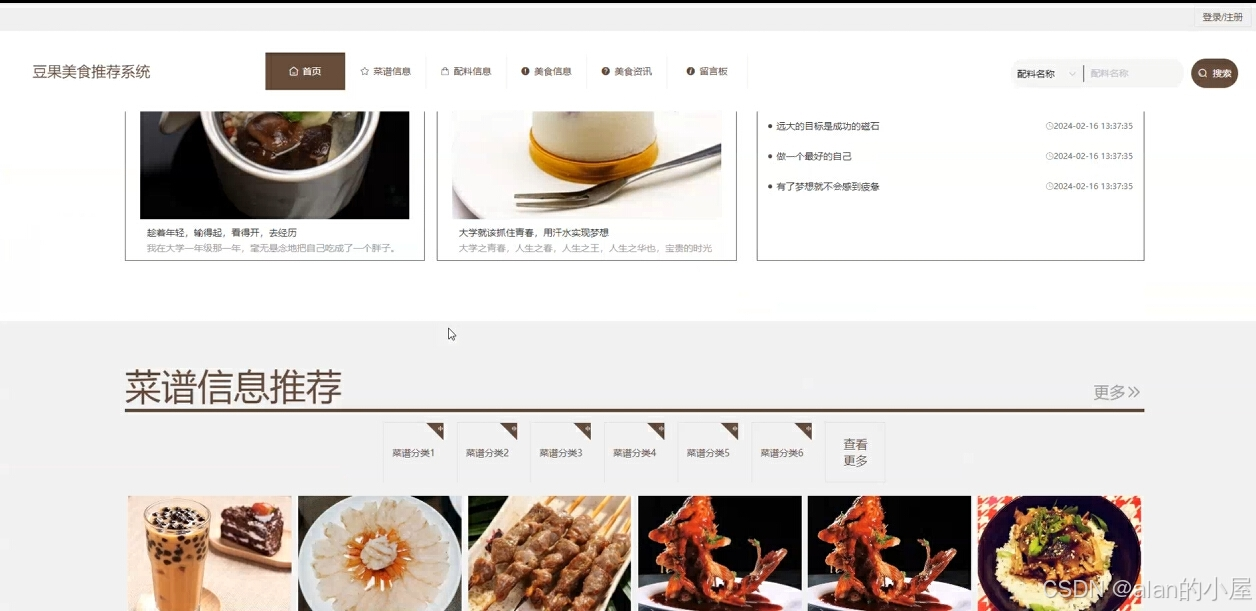 登录/注册
豆果美食推荐系统
首页
菜谱信息
配料信息
美食信息
美食资讯
留言板
配料名称
配料名称
搜索
趁着年轻，输得起，看得开，去经历
我在大学一年级那一年，毫无悬念地把自己吃成了一个胖子。
大学就该抓住青春，用汗水实现梦想
大学之青春，人生之春，人生之王，人生之华也，宝贵的时光
远大的目标是成功的磁石 2024-02-16 13:37:35
做一个最好的自己 2024-02-16 13:37:35
有了梦想就不会感到疲惫 2024-02-16 13:37:35
菜谱信息推荐
更多
菜谱分类1
菜谱分类2
菜谱分类3
菜谱分类4
菜谱分类5
菜谱分类6
查看
更多
CSDN @alan的小屋